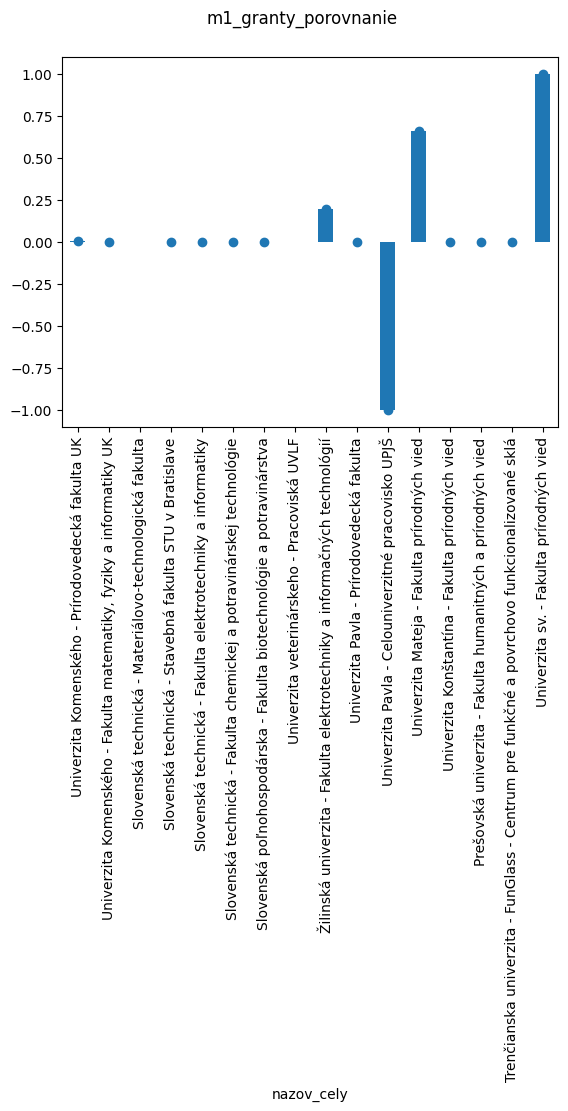 m1_granty_porovnanie
1.00
0.75
0.50
0.25
0.00
−0.25
−0.50
−0.75
−1.00
Univerzita Komenského - Prírodovedecká fakulta UK
Univerzita Komenského - Fakulta matematiky, fyziky a informatiky UK
Slovenská technická - Materiálovo-technologická fakulta
Slovenská technická - Stavebná fakulta STU v Bratislave
Slovenská technická - Fakulta elektrotechniky a informatiky
Slovenská technická - Fakulta chemickej a potravinárskej technológie
Slovenská poľnohospodárska - Fakulta biotechnológie a potravinárstva
Univerzita veterinárskeho - Pracoviská UVLF
Žilinská univerzita - Fakulta elektrotechniky a informačných technológií
Univerzita Pavla - Prírodovedecká fakulta
Univerzita Pavla - Celouniverzitné pracovisko UPJŠ
Univerzita Mateja - Fakulta prírodných vied
Univerzita Konštantína - Fakulta prírodných vied
Prešovská univerzita - Fakulta humanitných a prírodných vied
Trenčianska univerzita - FunGlass - Centrum pre funkčné a povrchovo funkcionalizované sklá
Univerzita sv. - Fakulta prírodných vied
nazov_cely